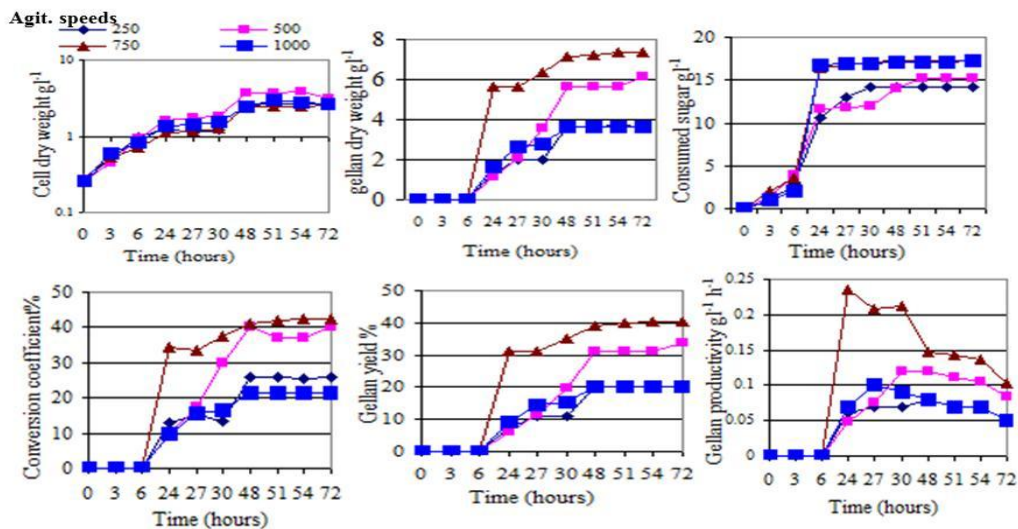 Agit. speeds
250 500
750 1000
Cell dry weight gl-1
10
1
0.1
0 3 6 24 27 30 48 51 54 72
Time (hours)
gellan dry weight gl-1
8
6
4
2
0
0 3 6 24 27 30 48 51 54 72
Time (hours)
Consumed sugar gl-1
20
15
10
5
0
0 3 6 24 27 30 48 51 54 72
Time (hours)
Conversion coefficient%
50
40
30
20
10
0
0 3 6 24 27 30 48 51 54 72
Time (hours)
Gellan yield %
50
40
30
20
10
0
0 3 6 24 27 30 48 51 54 72
Time (hours)
Gellan productivity gl-1 h-1
0.25
0.2
0.15
0.1
0.05
0
0 3 6 24 27 30 48 51 54 72
Time (hours)